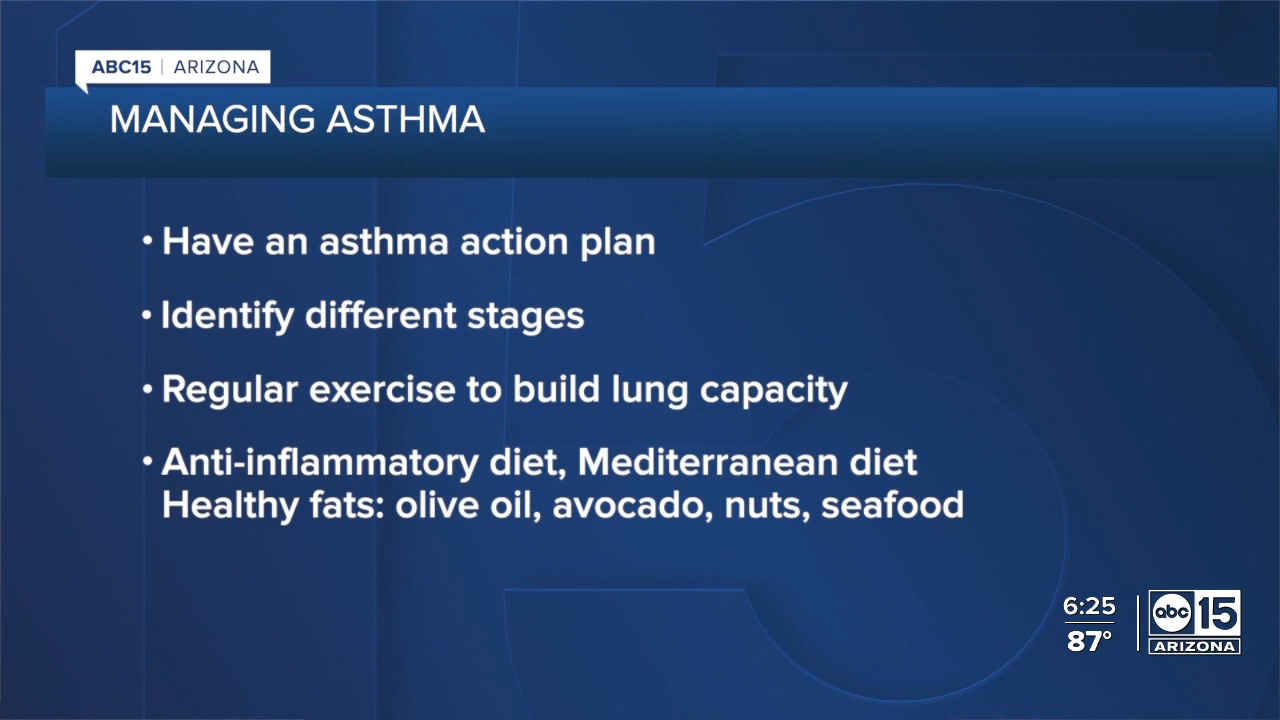 ABC15 | ARIZONA
MANAGING ASTHMA
• Have an asthma action plan
• Identify different stages
• Regular exercise to build lung capacity
• Anti-inflammatory diet, Mediterranean diet
Healthy fats: olive oil, avocado, nuts, seafood
6:25
87°
abc 15
ARIZONA